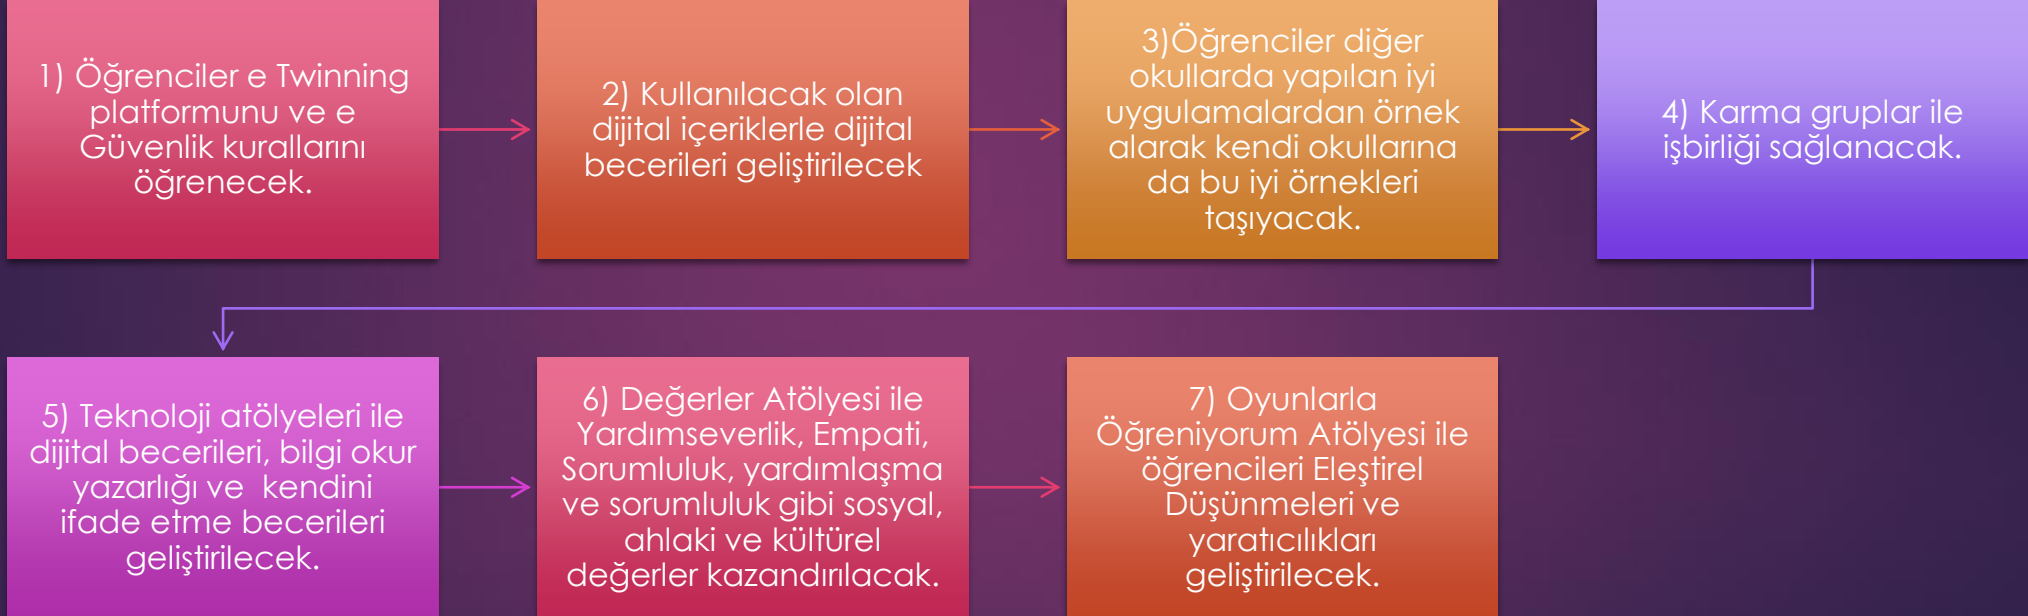 1) Öğrenciler e Twinning
platformunu ve e
Güvenlik kurallarını
öğrenecek.
2) Kullanılacak olan
dijital içeriklerle dijital
becerileri geliştirilecek
3)Öğrenciler diğer
okullarda yapılan iyi
uygulamalardan örnek
alarak kendi okullarına
da bu iyi örnekleri
taşıyacak.
4) Karma gruplar ile
işbirliği sağlanacak.
5) Teknoloji atölyeleri ile
dijital becerileri, bilgi okur
yazarlığı ve  kendini
ifade etme becerileri
geliştirilecek.
6) Değerler Atölyesi ile
Yardımseverlik, Empati,
Sorumluluk, yardımlaşma
ve sorumluluk gibi sosyal,
ahlaki ve kültürel
değerler kazandırılacak.
7) Oyunlarla
Öğreniyorum Atölyesi ile
öğrencileri Eleştirel
Düşünmeleri ve
yaratıcılıkları
geliştirilecek.